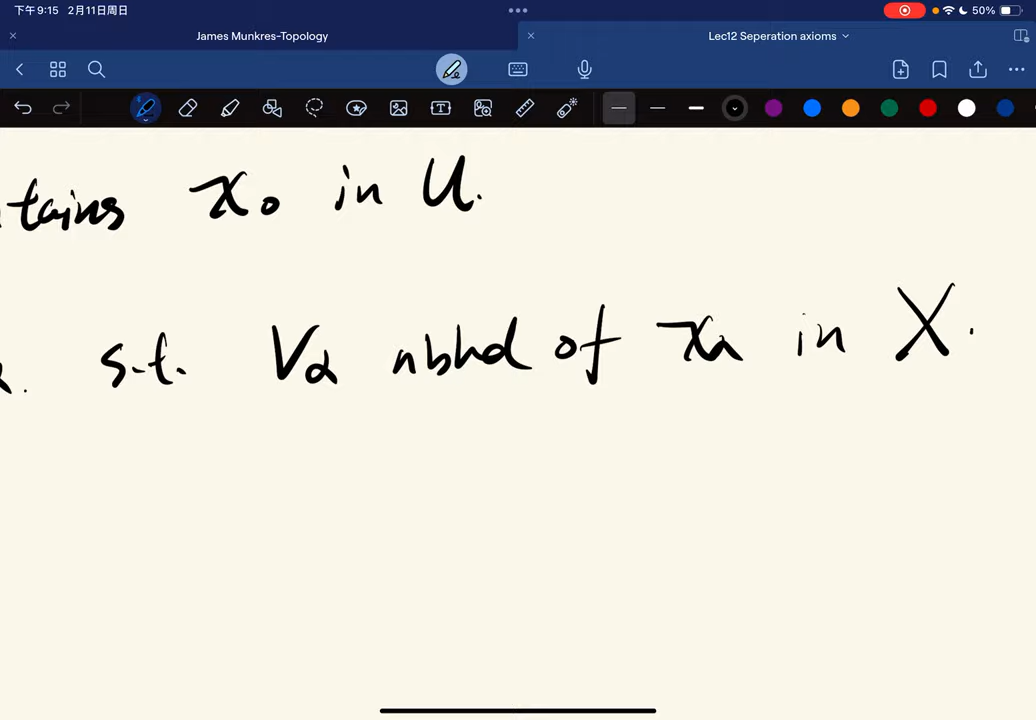 下午9:15 2月11日周日
50%
James Munkres-Topology
Lec12 Seperation axioms
tains x₀ in U.
s.t. Vα nbhd of xα in X.